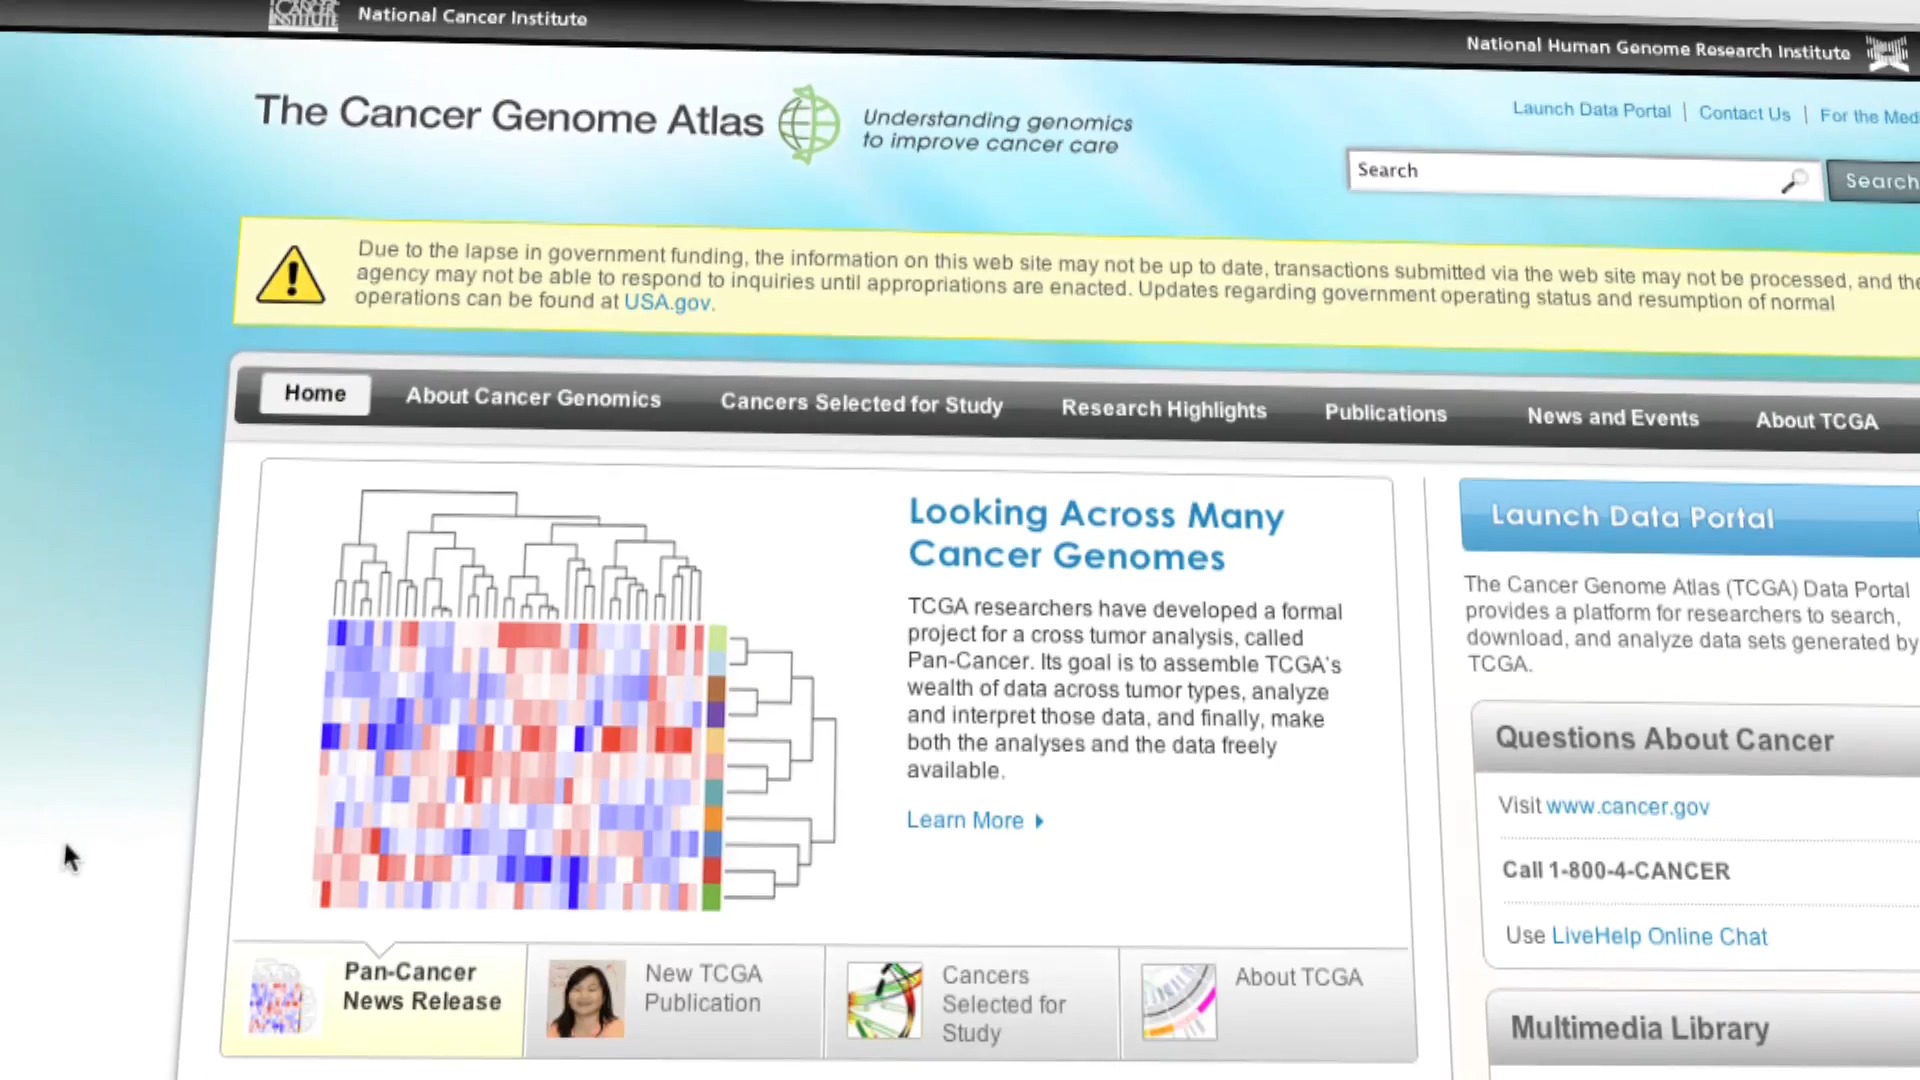 CANCER
INSTITUTE
National Cancer Institute
National Human Genome Research Institute
The Cancer Genome Atlas
Understanding genomics
to improve cancer care
Launch Data Portal | Contact Us | For the Med
Search
Search
Due to the lapse in government funding, the information on this web site may not be up to date, transactions submitted via the web site may not be processed, and the
agency may not be able to respond to inquiries until appropriations are enacted. Updates regarding government operating status and resumption of normal
operations can be found at USA.gov.
Home
About Cancer Genomics
Cancers Selected for Study
Research Highlights
Publications
News and Events
About TCGA
Looking Across Many
Cancer Genomes
TCGA researchers have developed a formal
project for a cross tumor analysis, called
Pan-Cancer. Its goal is to assemble TCGA's
wealth of data across tumor types, analyze
and interpret those data, and finally, make
both the analyses and the data freely
available.
Learn More
Launch Data Portal
The Cancer Genome Atlas (TCGA) Data Portal
provides a platform for researchers to search,
download, and analyze data sets generated by
TCGA.
Questions About Cancer
Visit www.cancer.gov
Call 1-800-4-CANCER
Use LiveHelp Online Chat
Multimedia Library
Pan-Cancer
News Release
New TCGA
Publication
Cancers
Selected for
Study
About TCGA